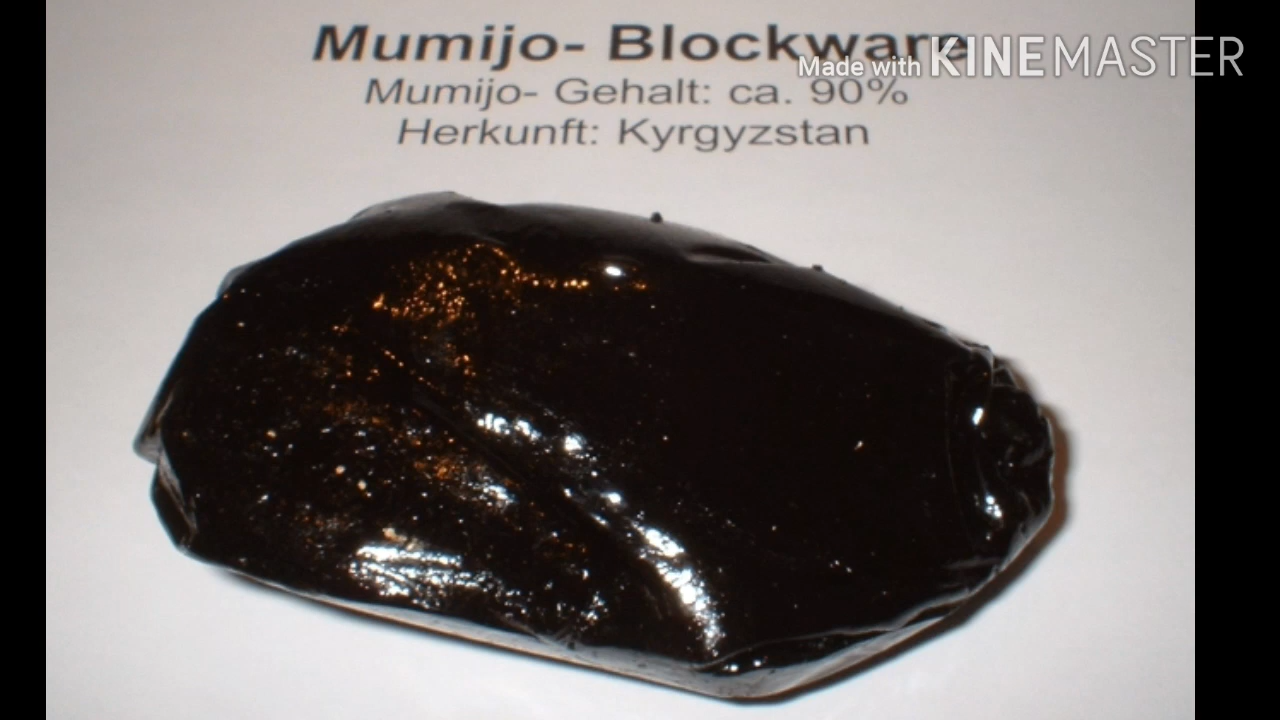 Mumijo- Blockware
Made with KINEMASTER
Mumijo- Gehalt: ca. 90%
Herkunft: Kyrgyzstan